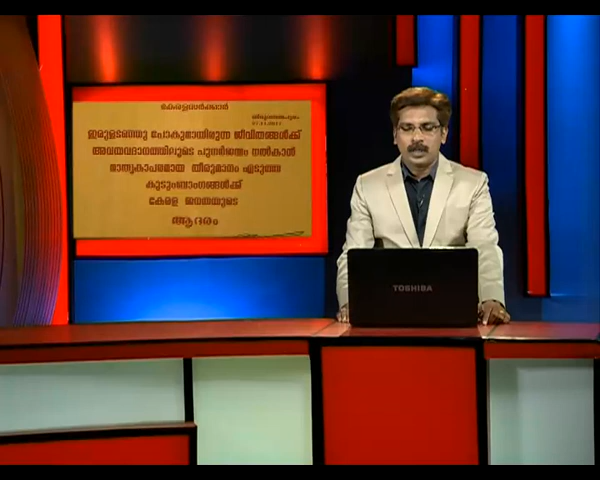 കേരളസർക്കാർ
തിരുവനന്തപുരം
ഇരുളടഞ്ഞു പോകുമായിരുന്ന ജീവിതങ്ങൾക്ക്
അവയവദാനത്തിലൂടെ പുനർജന്മം നൽകാൻ
മാതൃകാപരമായ തീരുമാനം എടുത്ത
കുടുംബാംഗങ്ങൾക്ക്
കേരള ജനതയുടെ
ആദരം
TOSHIBA